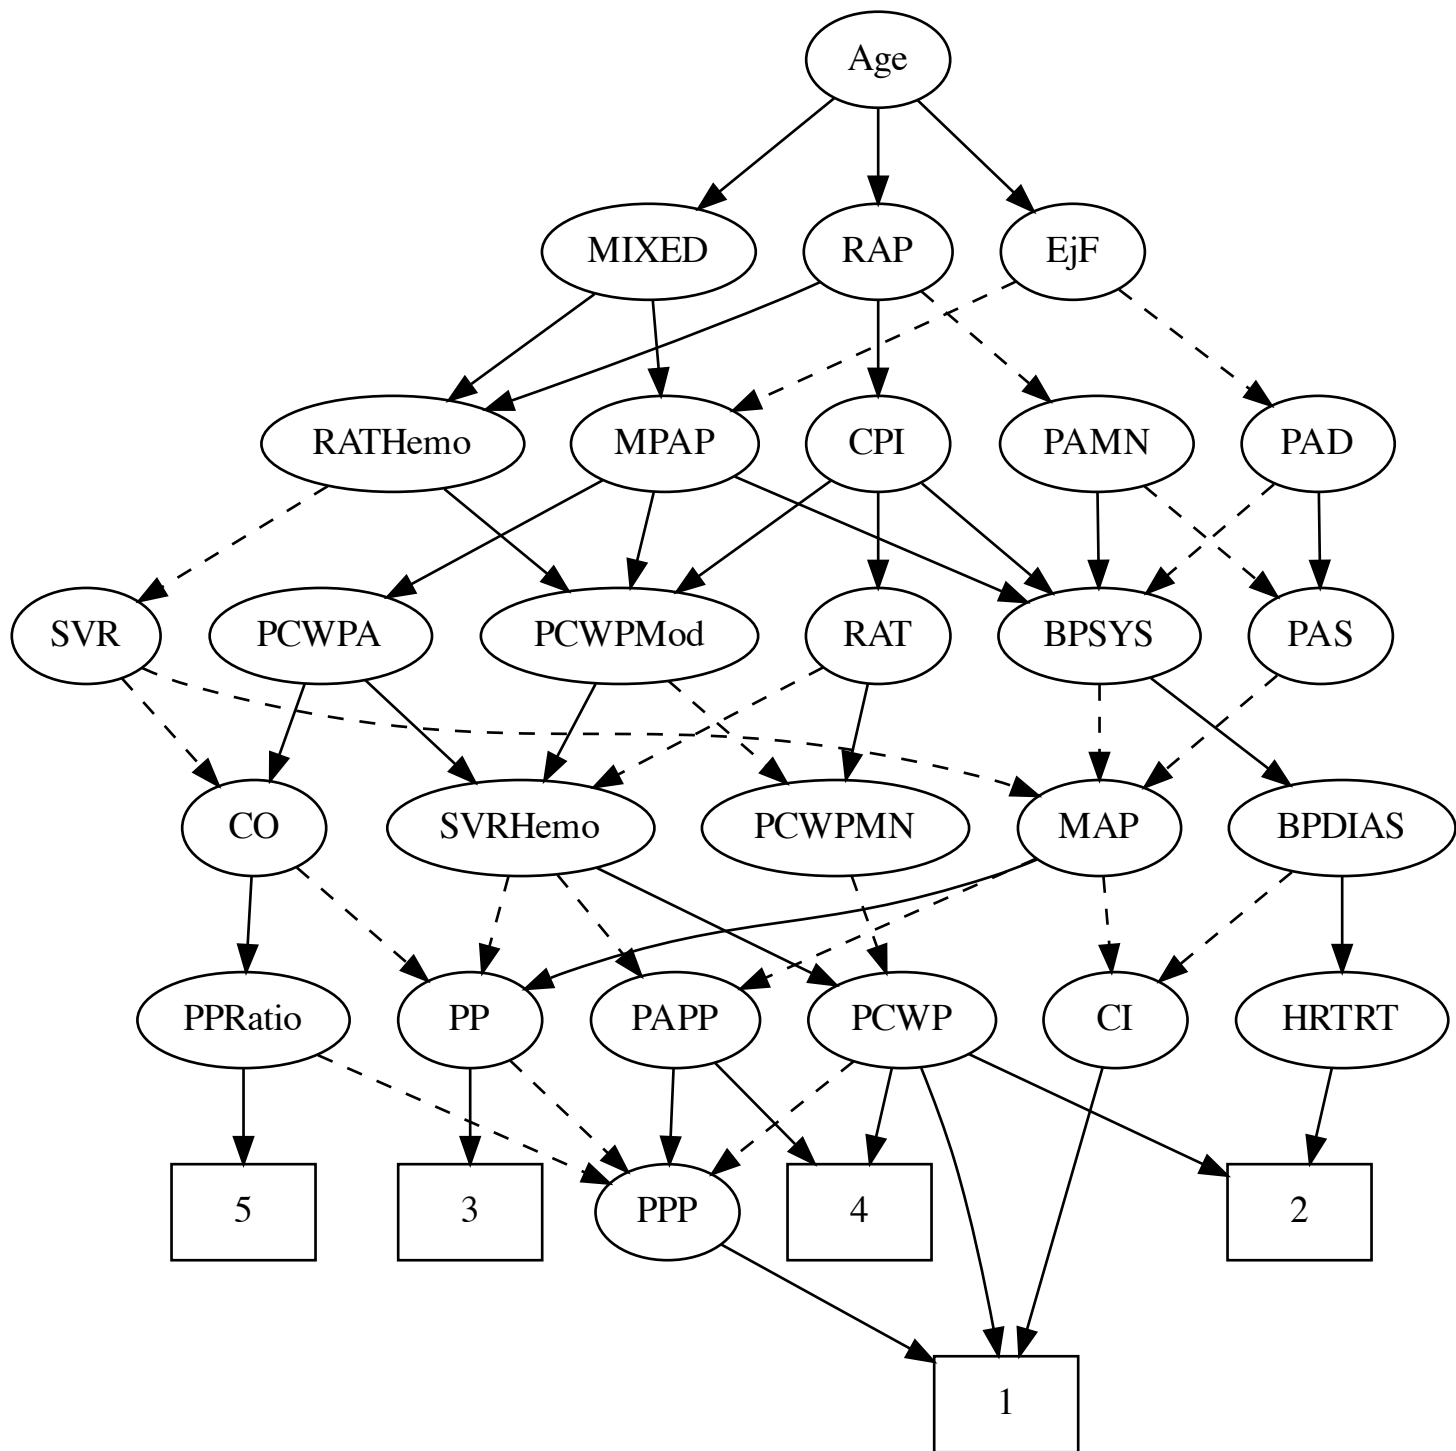 Age
MIXED
RAP
EjF
RATHemo
MPAP
CPI
PAMN
PAD
SVR
PCWPA
PCWPMod
RAT
BPSYS
PAS
CO
SVRHemo
PCWPMN
MAP
BPDIAS
PPRatio
PP
PAPP
PCWP
CI
HRTRT
5
3
PPP
4
2
1